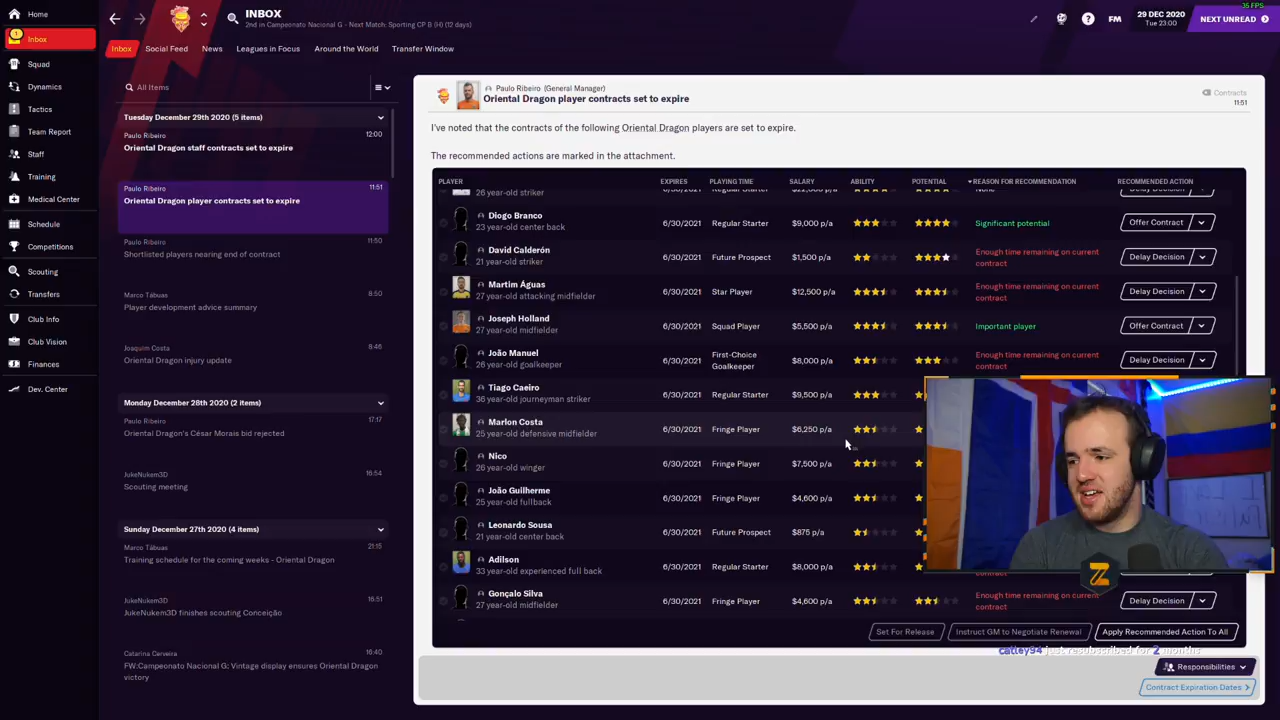 35 FPS
Home
INBOX
2nd in Campeonato Nacional G - Next Match: Sporting CP B (H) (12 days)
FM
29 DEC 2020
Tue 23:00
NEXT UNREAD
1
Inbox
Inbox
Social Feed
News
Leagues in Focus
Around the World
Transfer Window
Squad
Dynamics
Tactics
Team Report
Staff
Training
Medical Center
Schedule
Competitions
Scouting
Transfers
Club Info
Club Vision
Finances
Dev. Center
All Items
Tuesday December 29th 2020 (5 items)
Paulo Ribeiro 12:00
Oriental Dragon staff contracts set to expire
Paulo Ribeiro 11:51
Oriental Dragon player contracts set to expire
Paulo Ribeiro 11:50
Shortlisted players nearing end of contract
Marco Tábuas 8:50
Player development advice summary
Joaquim Costa 8:46
Oriental Dragon injury update
Monday December 28th 2020 (2 items)
Paulo Ribeiro 17:17
Oriental Dragon's César Morais bid rejected
JukeNukem3D 16:54
Scouting meeting
Sunday December 27th 2020 (4 items)
Marco Tábuas 21:15
Training schedule for the coming weeks - Oriental Dragon
JukeNukem3D 16:51
JukeNukem3D finishes scouting Conceição
Catarina Cerveira 16:40
FW:Campeonato Nacional G: Vintage display ensures Oriental Dragon
victory
Paulo Ribeiro (General Manager)
Oriental Dragon player contracts set to expire
Contracts
11:51
I've noted that the contracts of the following Oriental Dragon players are set to expire.
The recommended actions are marked in the attachment.
PLAYER EXPIRES PLAYING TIME SALARY ABILITY POTENTIAL REASON FOR RECOMMENDATION RECOMMENDED ACTION
26 year-old striker
Diogo Branco
23 year-old center back
6/30/2021 Regular Starter $9,000 p/a Significant potential Offer Contract
David Calderón
21 year-old striker
6/30/2021 Future Prospect $1,500 p/a Enough time remaining on current
contract
Delay Decision
Martim Águas
27 year-old attacking midfielder
6/30/2021 Star Player $12,500 p/a Enough time remaining on current
contract
Delay Decision
Joseph Holland
27 year-old midfielder
6/30/2021 Squad Player $5,500 p/a Important player Offer Contract
João Manuel
26 year-old goalkeeper
6/30/2021 First-Choice
Goalkeeper
$8,000 p/a Enough time remaining on current
contract
Delay Decision
Tiago Caeiro
36 year-old journeyman striker
6/30/2021 Regular Starter $9,500 p/a
Marlon Costa
25 year-old defensive midfielder
6/30/2021 Fringe Player $6,250 p/a
Nico
26 year-old winger
6/30/2021 Fringe Player $7,500 p/a
João Guilherme
25 year-old fullback
6/30/2021 Fringe Player $4,600 p/a
Leonardo Sousa
21 year-old center back
6/30/2021 Future Prospect $875 p/a
Adilson
33 year-old experienced full back
6/30/2021 Regular Starter $8,000 p/a
Gonçalo Silva
27 year-old midfielder
6/30/2021 Fringe Player $4,600 p/a Enough time remaining on current
contract
Delay Decision
Set For Release
Instruct GM to Negotiate Renewal
Apply Recommended Action To All
catley94 just resubscribed for 2 months
Responsibilities
Contract Expiration Dates